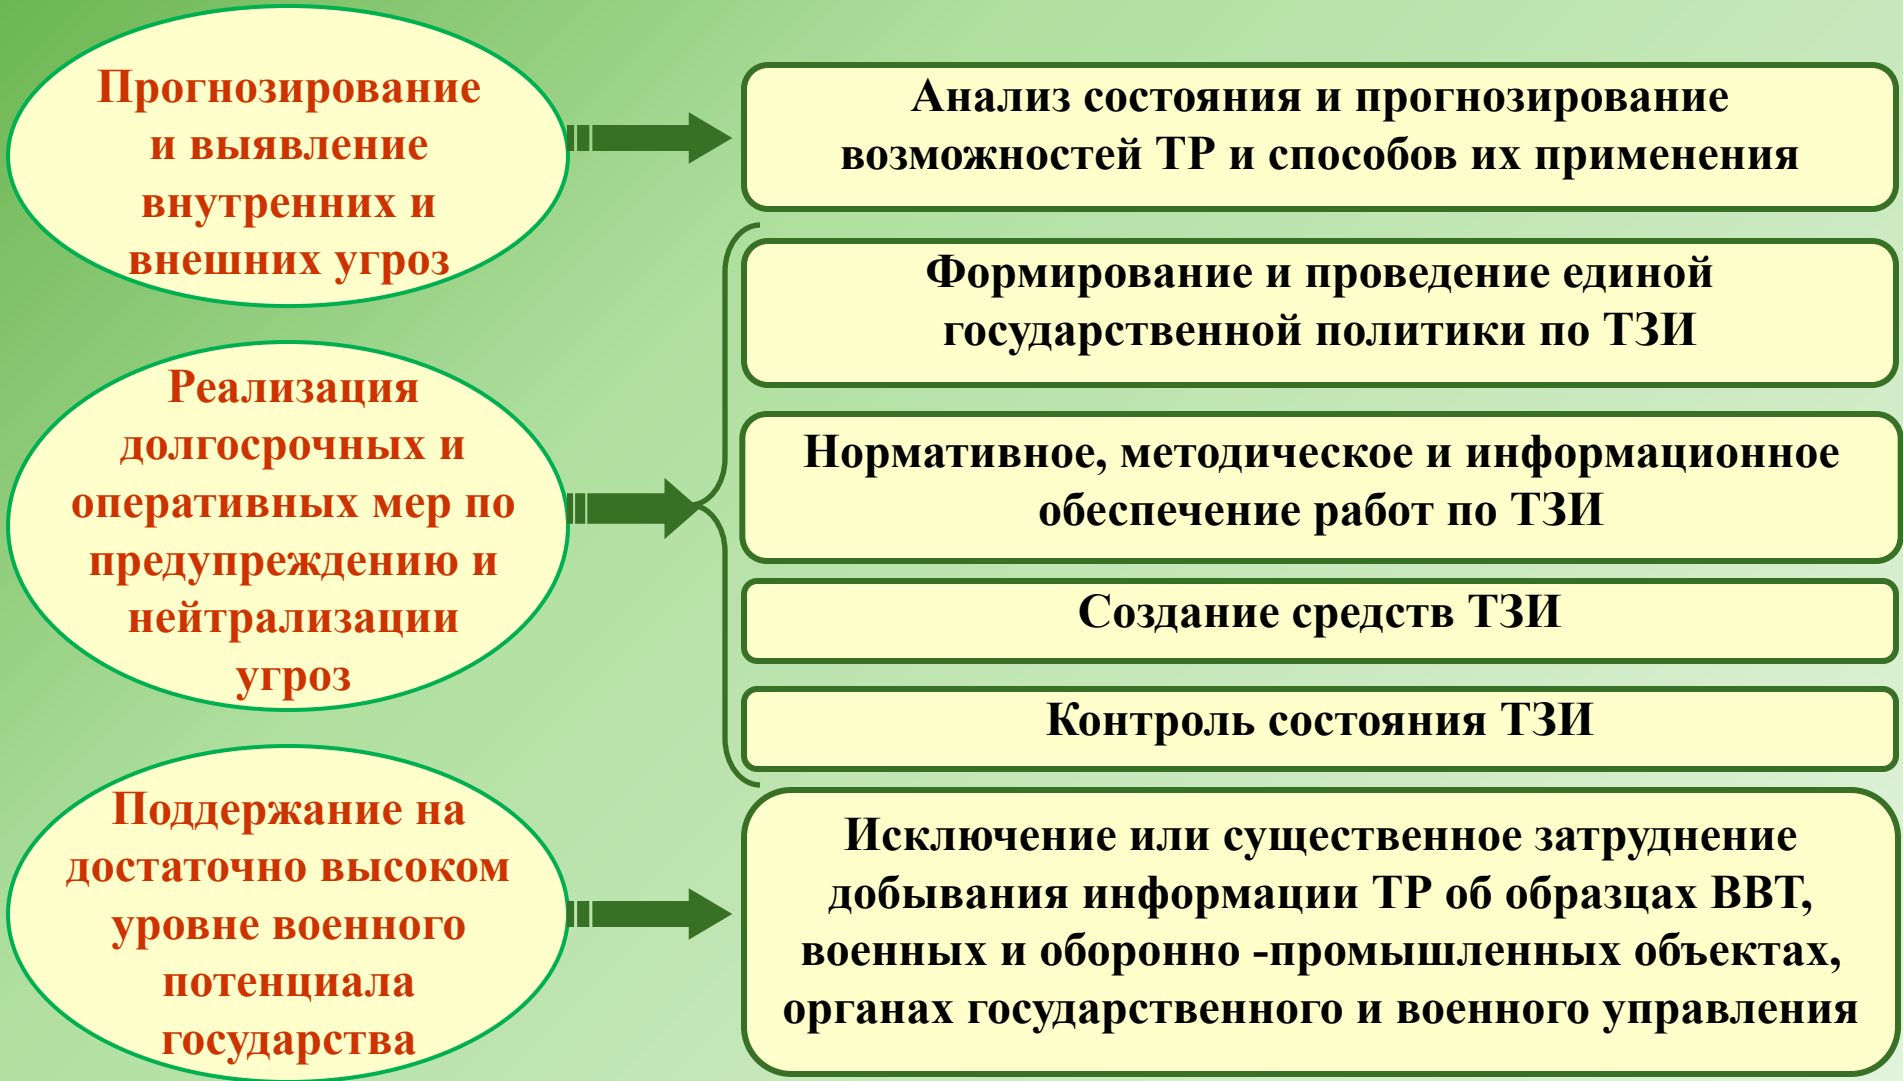 Прогнозирование
и выявление
внутренних и
внешних угроз
Анализ состояния и прогнозирование
возможностей ТР и способов их применения
Реализация
долгосрочных и
оперативных мер по
предупреждению и
нейтрализации
угроз
Формирование и проведение единой
государственной политики по ТЗИ
Нормативное, методическое и информационное
обеспечение работ по ТЗИ
Создание средств ТЗИ
Контроль состояния ТЗИ
Поддержание на
достаточно высоком
уровне военного
потенциала
государства
Исключение или существенное затруднение
добывания информации ТР об образцах ВВТ,
военных и оборонно -промышленных объектах,
органах государственного и военного управления